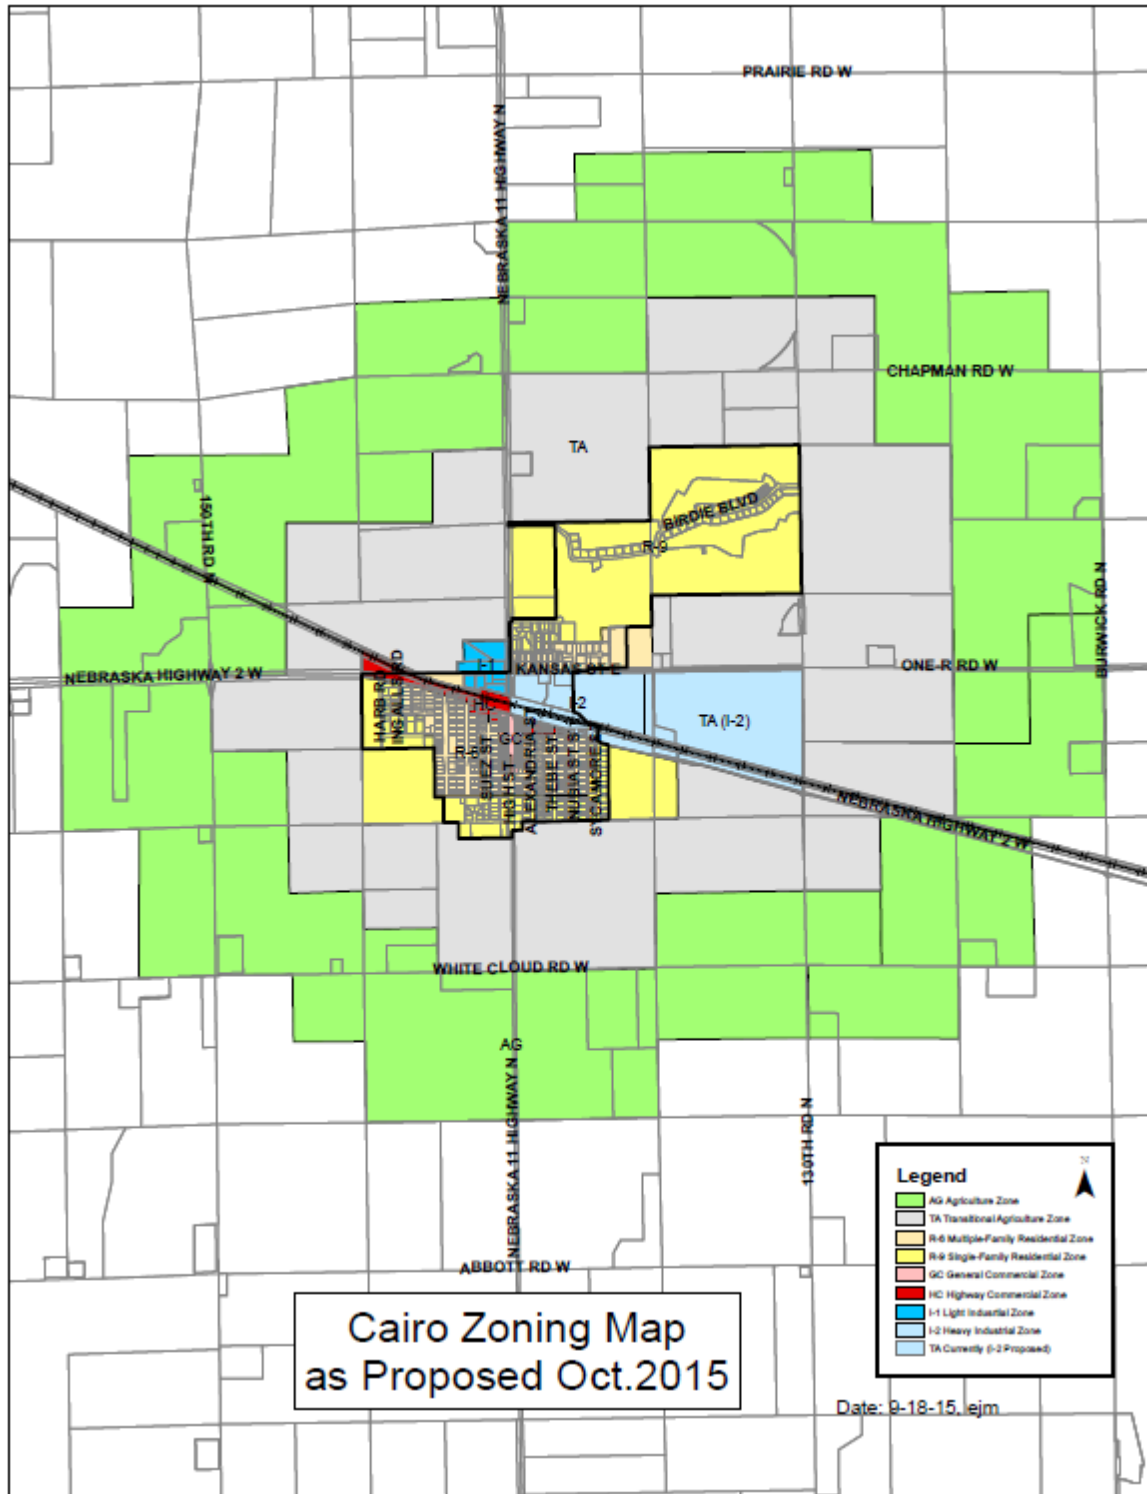 PRAIRIE RD W
NEBRASKA 11 HIGHWAY N
CHAPMAN RD W
TA
BIRDIE BLVD
R-9
150TH RD N
BURWICK RD N
I-1
KANSAS ST E
ONE-R RD W
NEBRASKA HIGHWAY 2 W
HARB RD
INGALLS RD
HC
I-2
TA (I-2)
GC
R-6
SUEZ ST
HIGH ST
ALEXANDRIA ST
THEBE ST
NUBIA ST
SYCAMORE ST
NEBRASKA HIGHWAY 2 W
WHITE CLOUD RD W
AG
NEBRASKA 11 HIGHWAY N
130TH RD N
ABBOTT RD W
N
Legend
AG Agriculture Zone
TA Transitional Agriculture Zone
R-6 Multiple-Family Residential Zone
R-9 Single-Family Residential Zone
GC General Commercial Zone
HC Highway Commercial Zone
I-1 Light Industrial Zone
I-2 Heavy Industrial Zone
TA Currently (I-2 Proposed)
Cairo Zoning Map
as Proposed Oct.2015
Date: 9-18-15, ejm